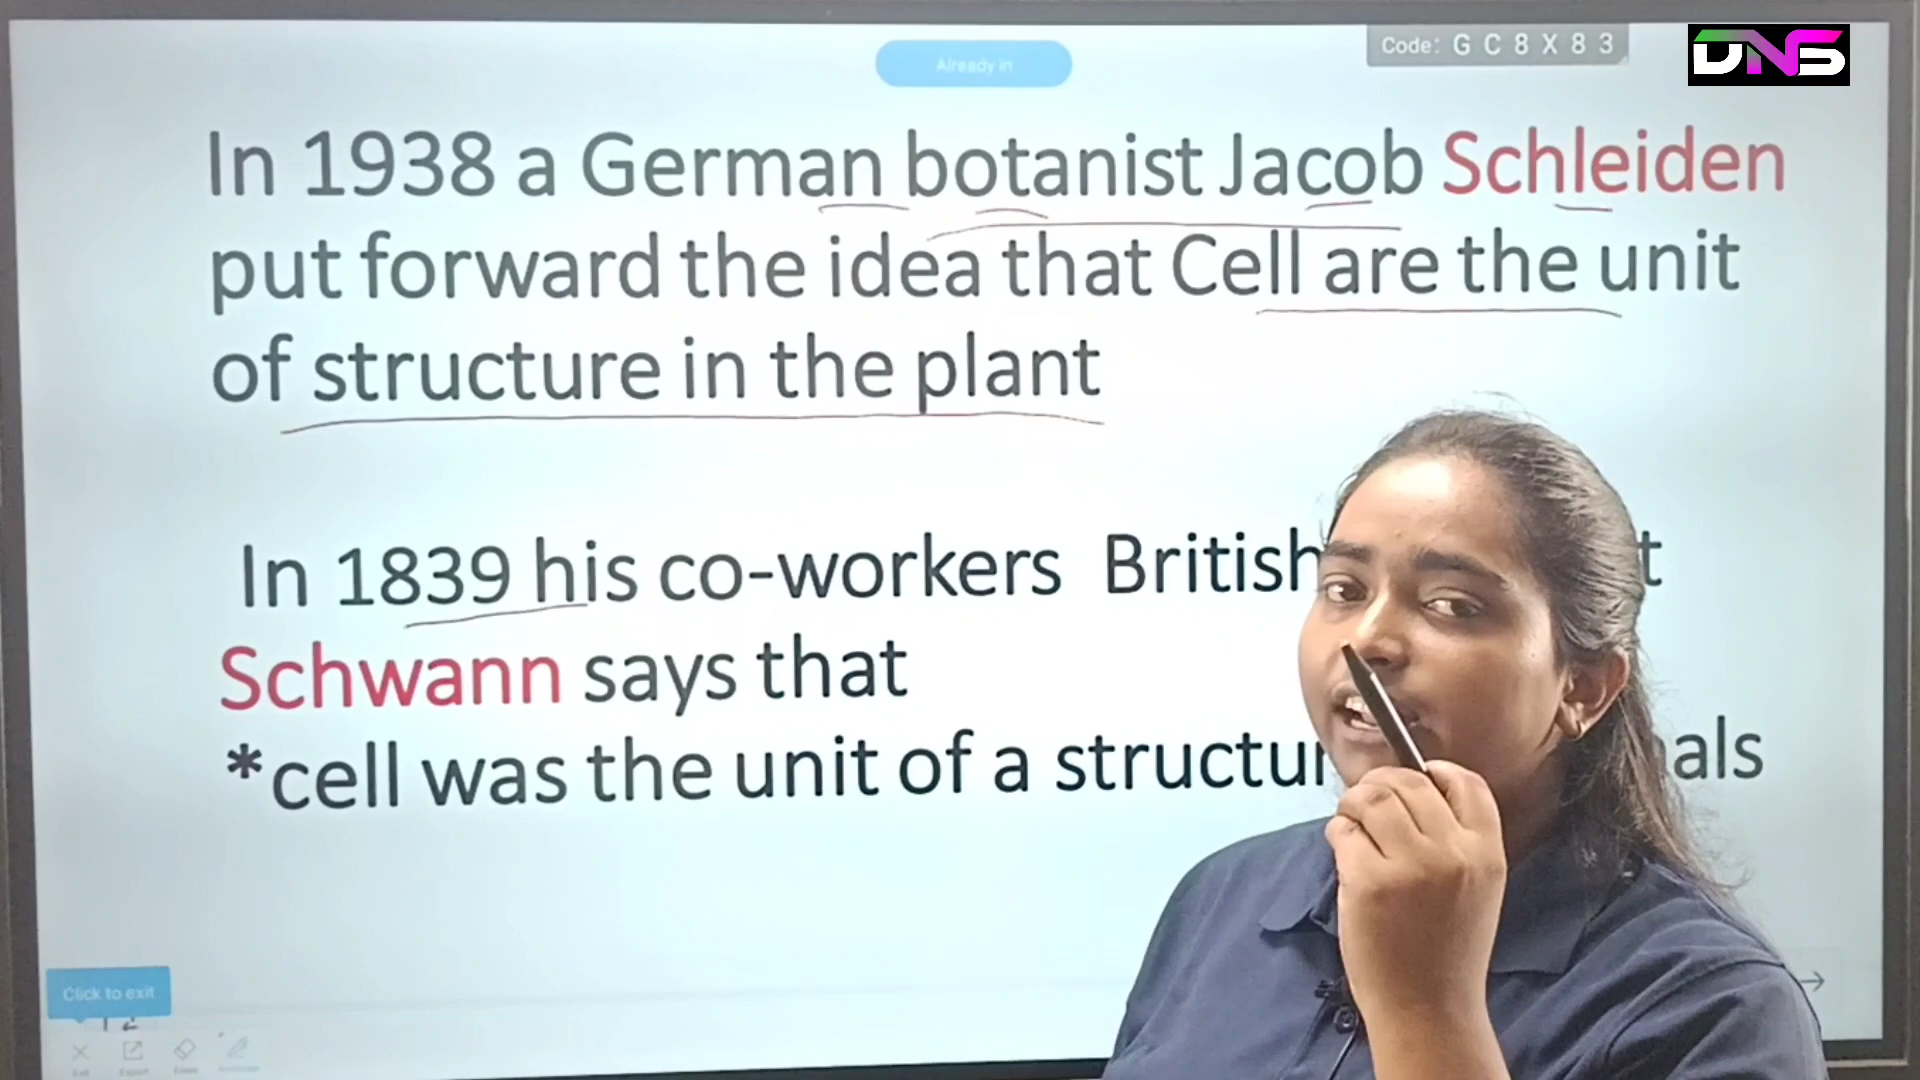 Already in
Code: G C 8 X 8 3
DNS
In 1938 a German botanist Jacob Schleiden
put forward the idea that Cell are the unit
of structure in the plant
In 1839 his co-workers British
Schwann says that
*cell was the unit of a
Click to exit